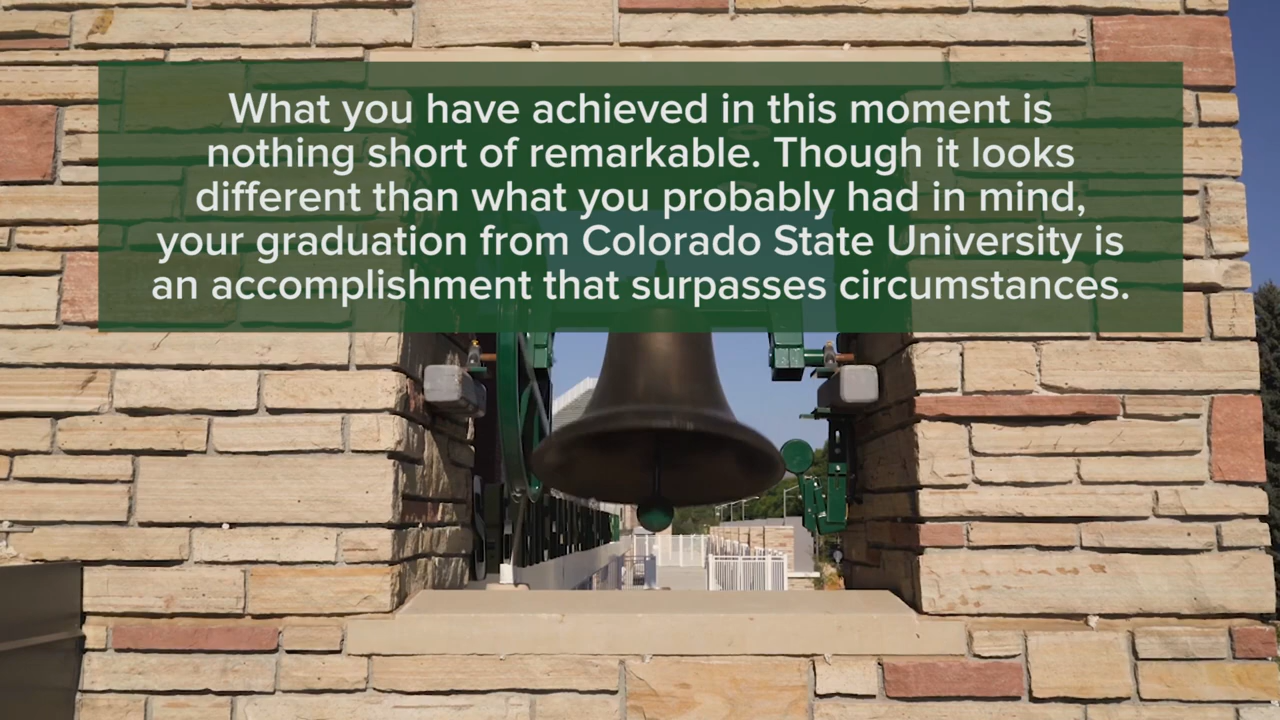 What you have achieved in this moment is
nothing short of remarkable. Though it looks
different than what you probably had in mind,
your graduation from Colorado State University is
an accomplishment that surpasses circumstances.